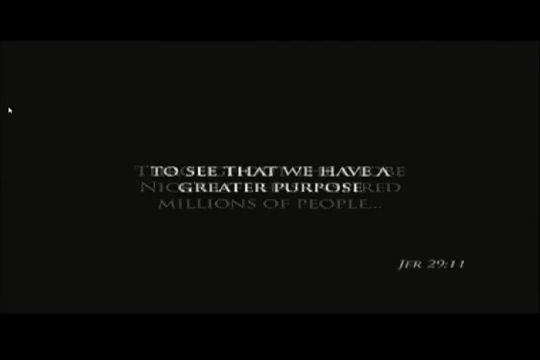 TO SEE THAT WE HAVE A
GREATER PURPOSE
MILLIONS OF PEOPLE...
JER 29:11